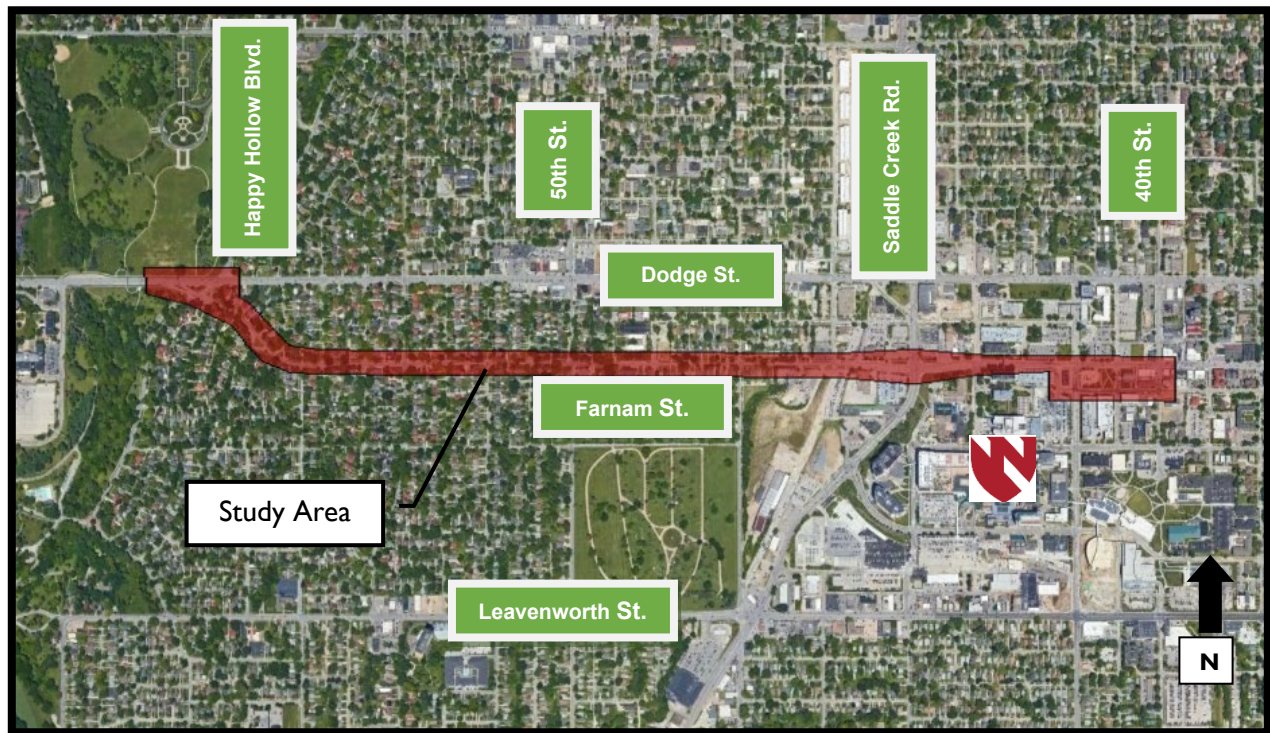 Happy Hollow Blvd.
50th St.
Saddle Creek Rd.
40th St.
Dodge St.
Farnam St.
Study Area
Leavenworth St.
N